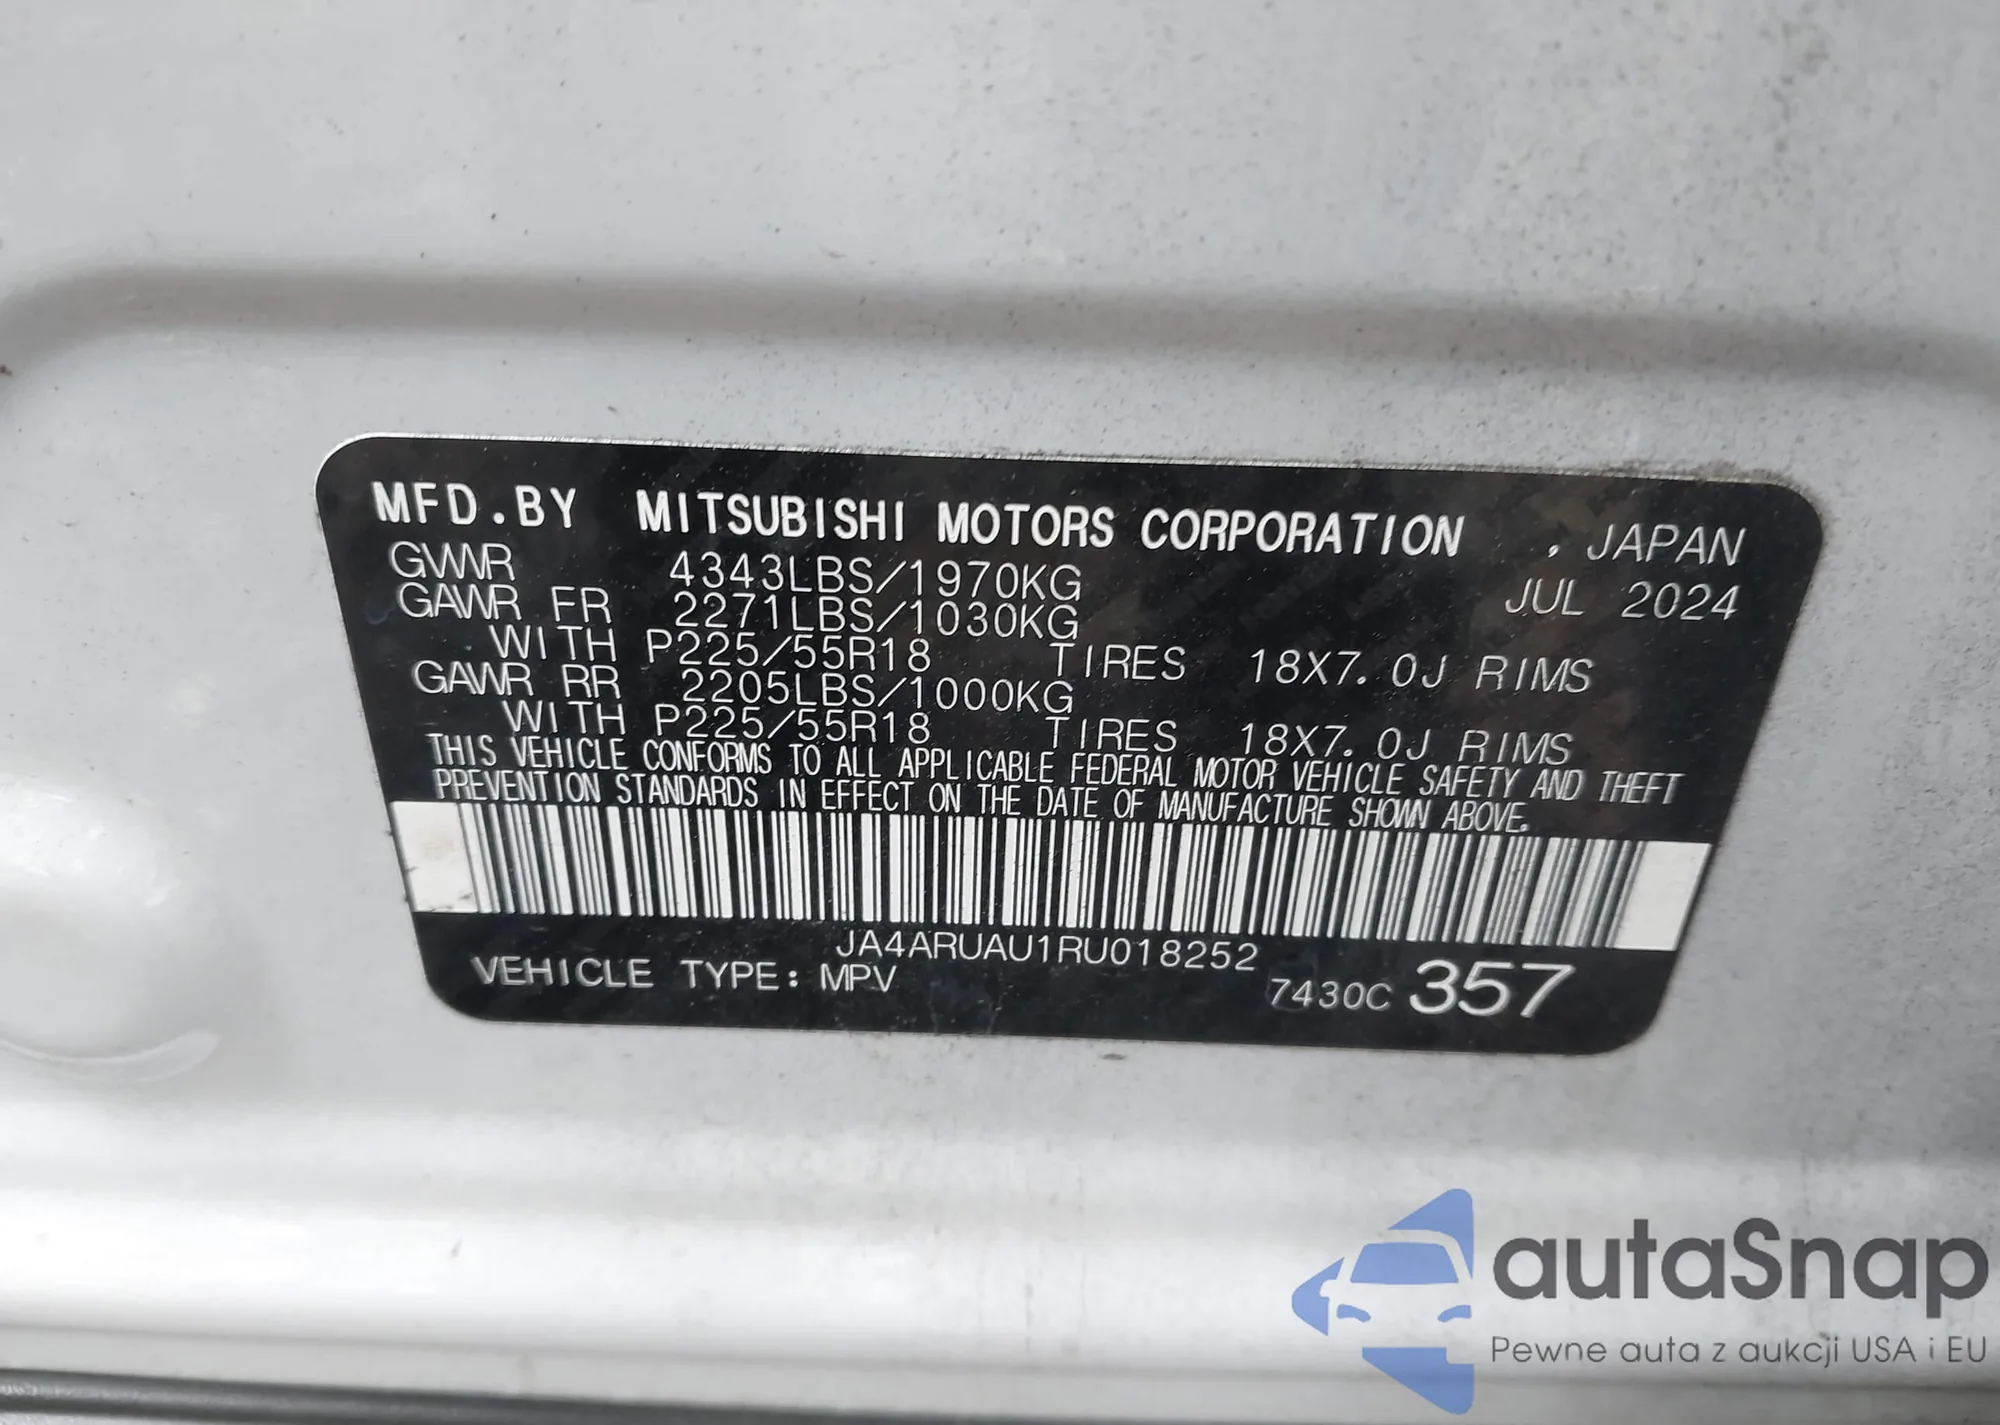 MFD.BY MITSUBISHI MOTORS CORPORATION , JAPAN
GVWR 4343LBS/1970KG JUL 2024
GAWR FR 2271LBS/1030KG
WITH P225/55R18 TIRES 18X7.0J RIMS
GAWR RR 2205LBS/1000KG
WITH P225/55R18 TIRES 18X7.0J RIMS
THIS VEHICLE CONFORMS TO ALL APPLICABLE FEDERAL MOTOR VEHICLE SAFETY AND THEFT
PREVENTION STANDARDS IN EFFECT ON THE DATE OF MANUFACTURE SHOWN ABOVE.
JA4ARUAU1RU018252
VEHICLE TYPE: MPV 7430C 357
autaSnap
Pewne auta z aukcji USA i EU